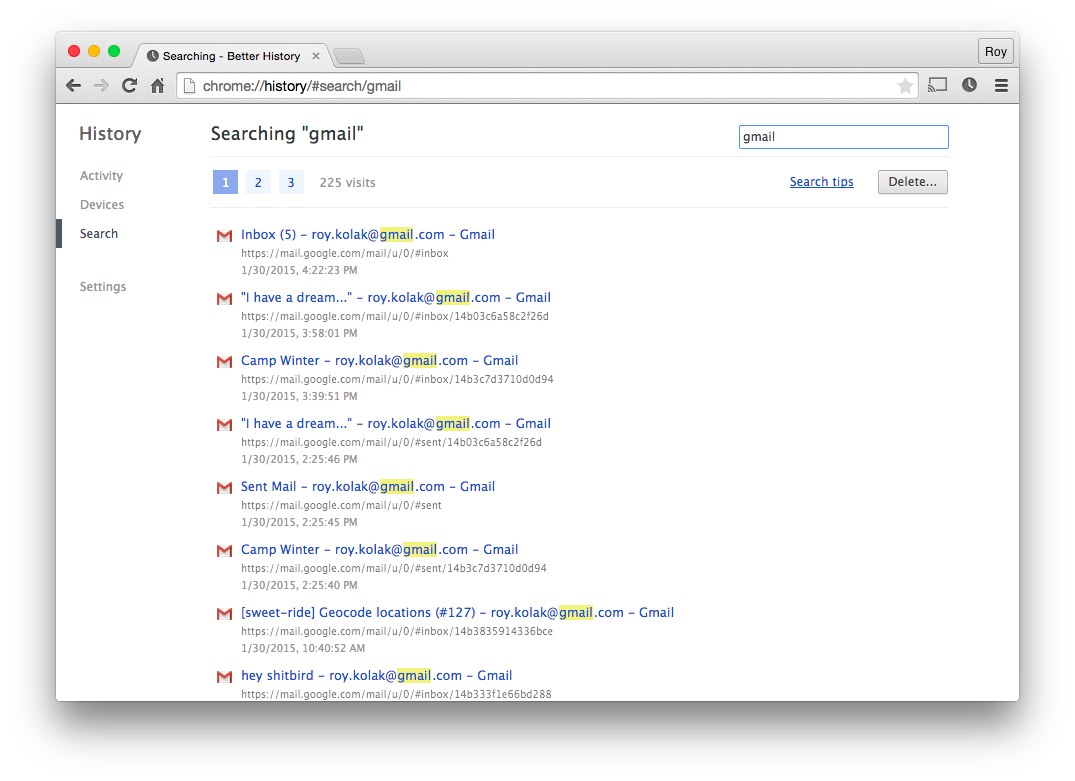 Searching - Better History
Roy
chrome://history/#search/gmail
History
Searching "gmail"
gmail
Activity
Devices
Search
Settings
1 2 3 225 visits
Search tips
Delete...
Inbox (5) – roy.kolak@gmail.com – Gmail
https://mail.google.com/mail/u/0/#inbox
1/30/2015, 4:22:23 PM
"I have a dream..." – roy.kolak@gmail.com – Gmail
https://mail.google.com/mail/u/0/#inbox/14b03c6a58c2f26d
1/30/2015, 3:58:01 PM
Camp Winter – roy.kolak@gmail.com – Gmail
https://mail.google.com/mail/u/0/#inbox/14b3c7d3710d0d94
1/30/2015, 3:39:51 PM
"I have a dream..." – roy.kolak@gmail.com – Gmail
https://mail.google.com/mail/u/0/#sent/14b03c6a58c2f26d
1/30/2015, 2:25:46 PM
Sent Mail – roy.kolak@gmail.com – Gmail
https://mail.google.com/mail/u/0/#sent
1/30/2015, 2:25:45 PM
Camp Winter – roy.kolak@gmail.com – Gmail
https://mail.google.com/mail/u/0/#sent/14b3c7d3710d0d94
1/30/2015, 2:25:40 PM
[sweet-ride] Geocode locations (#127) – roy.kolak@gmail.com – Gmail
https://mail.google.com/mail/u/0/#inbox/14b3835914336bce
1/30/2015, 10:40:52 AM
hey shitbird – roy.kolak@gmail.com – Gmail
https://mail.google.com/mail/u/0/#inbox/14b333f1e66bd288